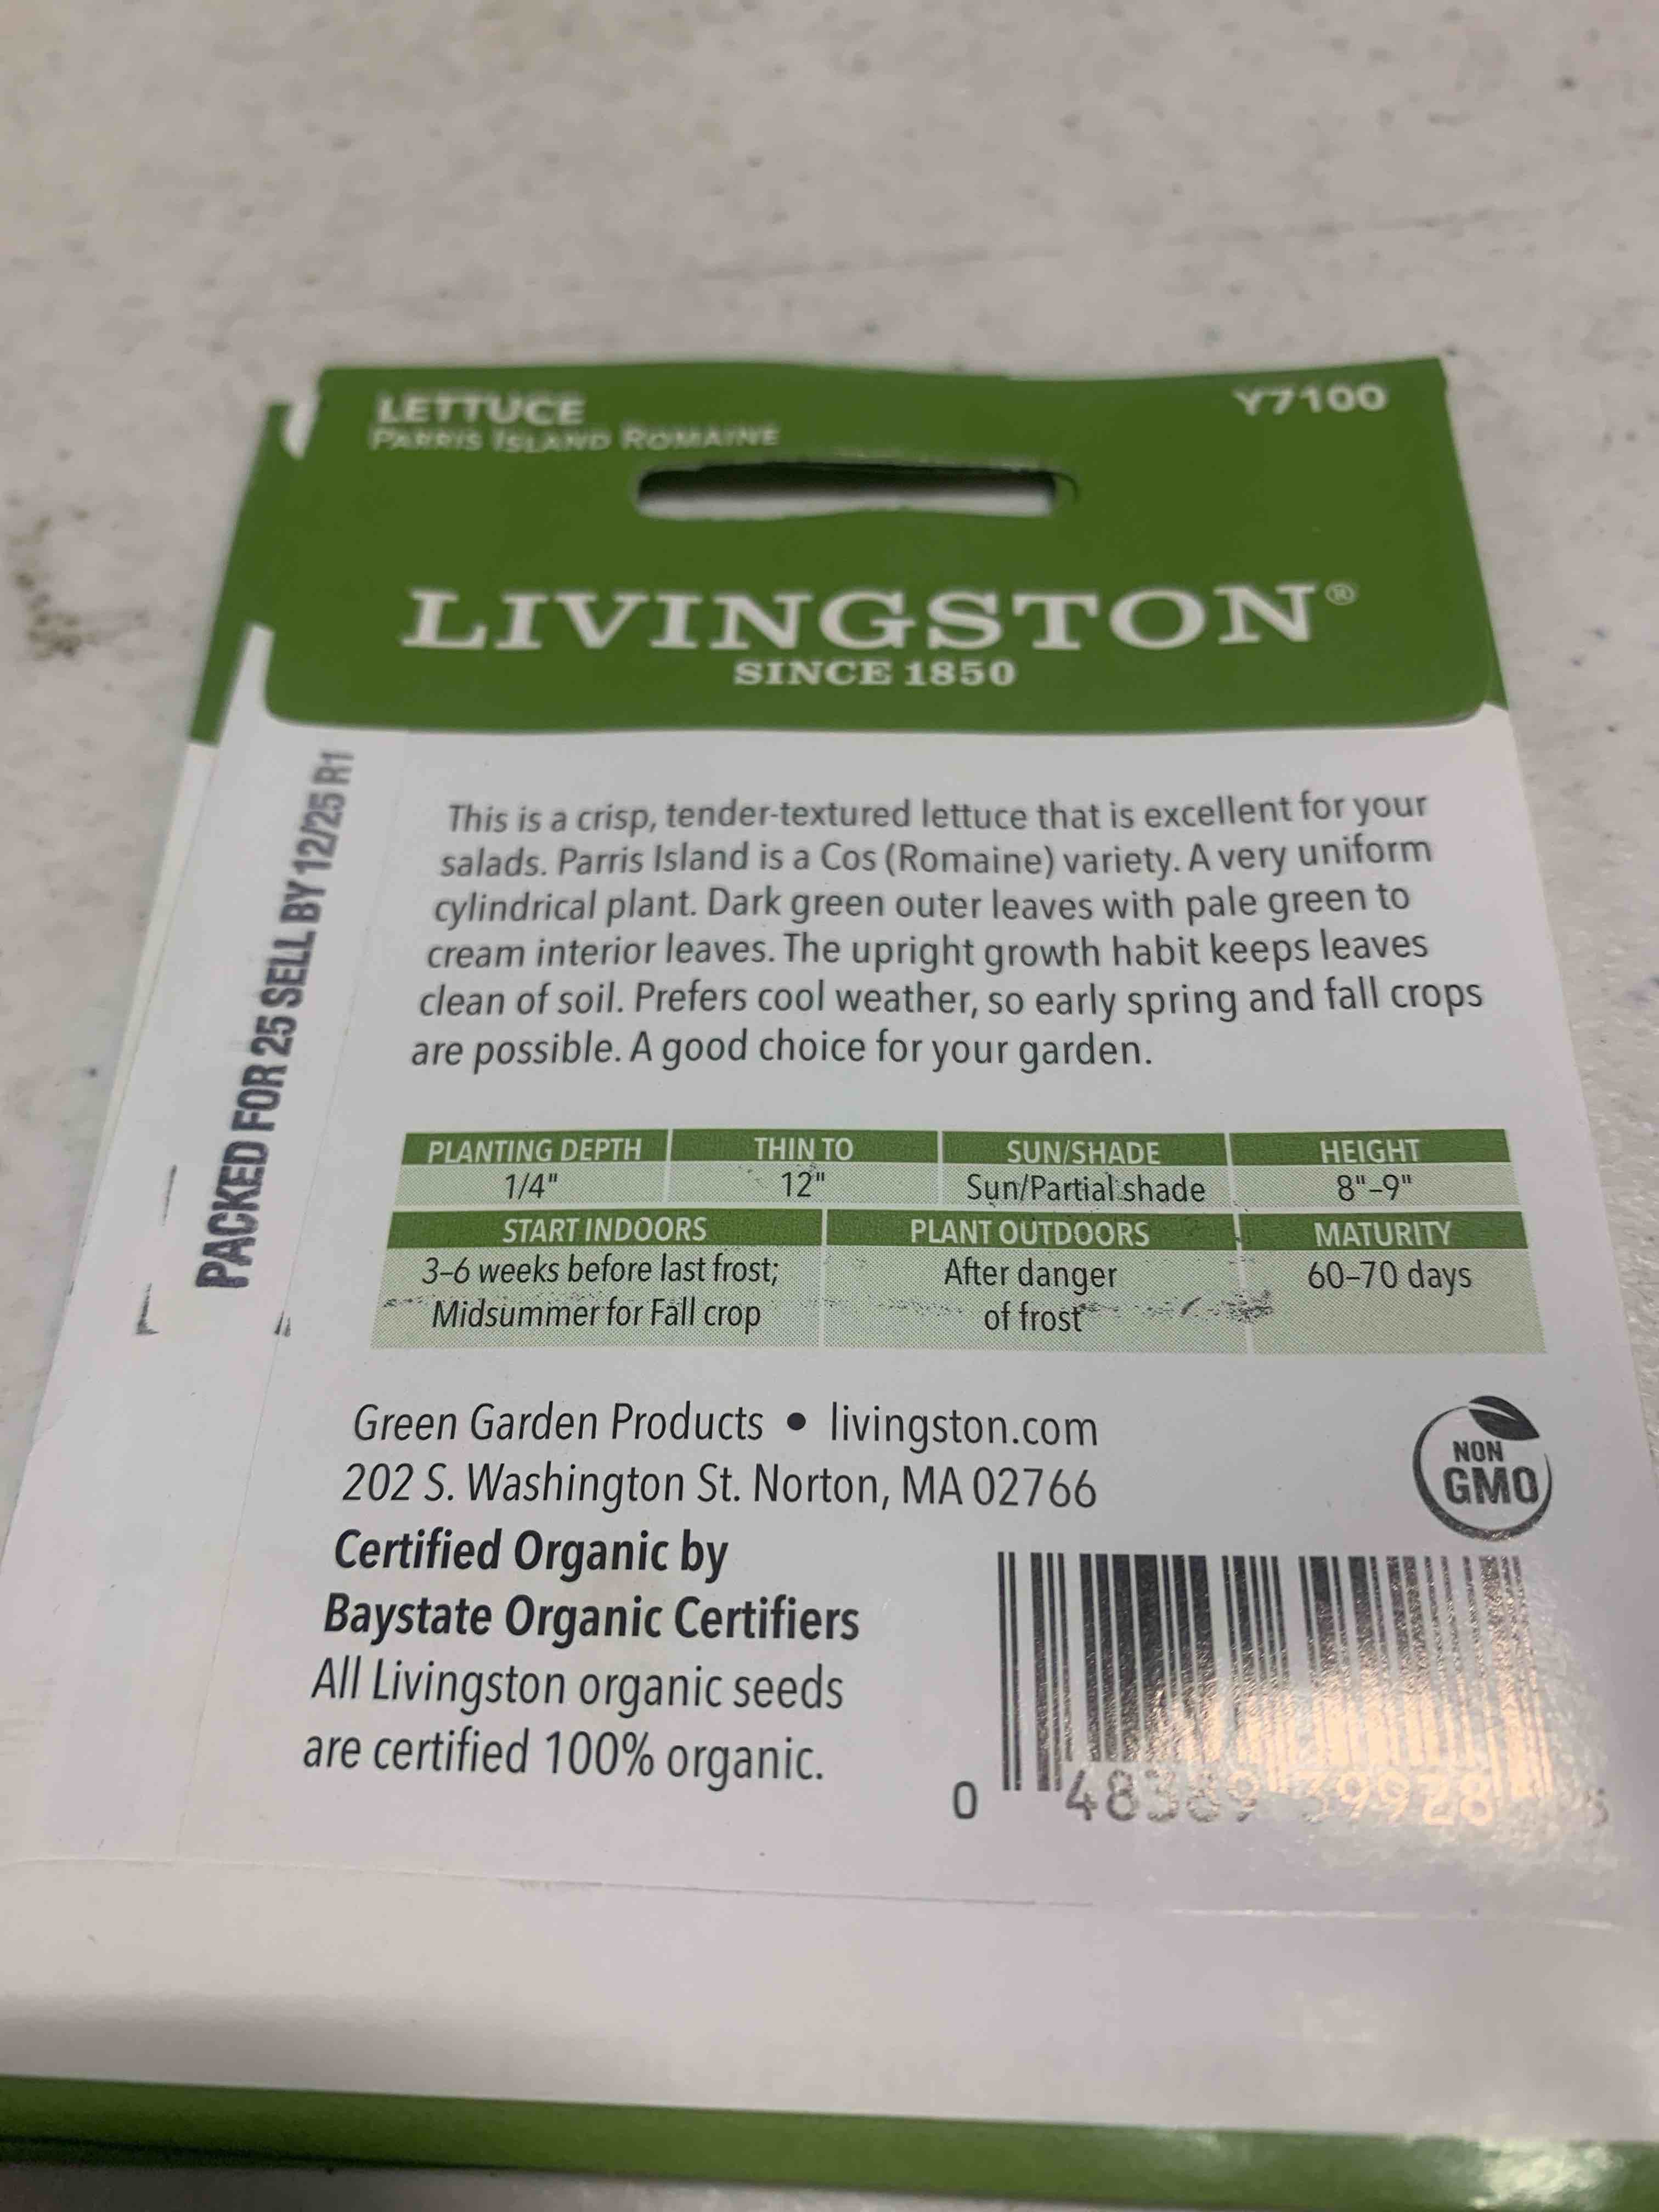 LETTUCE
PARRIS ISLAND ROMAINE
Y7100
LIVINGSTON®
SINCE 1850
PACKED FOR 25 SELL BY 12/25 R1
This is a crisp, tender-textured lettuce that is excellent for your
salads. Parris Island is a Cos (Romaine) variety. A very uniform
cylindrical plant. Dark green outer leaves with pale green to
cream interior leaves. The upright growth habit keeps leaves
clean of soil. Prefers cool weather, so early spring and fall crops
are possible. A good choice for your garden.
PLANTING DEPTH THIN TO SUN/SHADE HEIGHT
1/4" 12" Sun/Partial shade 8"–9"
START INDOORS PLANT OUTDOORS MATURITY
3–6 weeks before last frost; After danger 60–70 days
Midsummer for Fall crop of frost
Green Garden Products • livingston.com
202 S. Washington St. Norton, MA 02766
NON
GMO
Certified Organic by
Baystate Organic Certifiers
All Livingston organic seeds
are certified 100% organic.
0 48389 39928